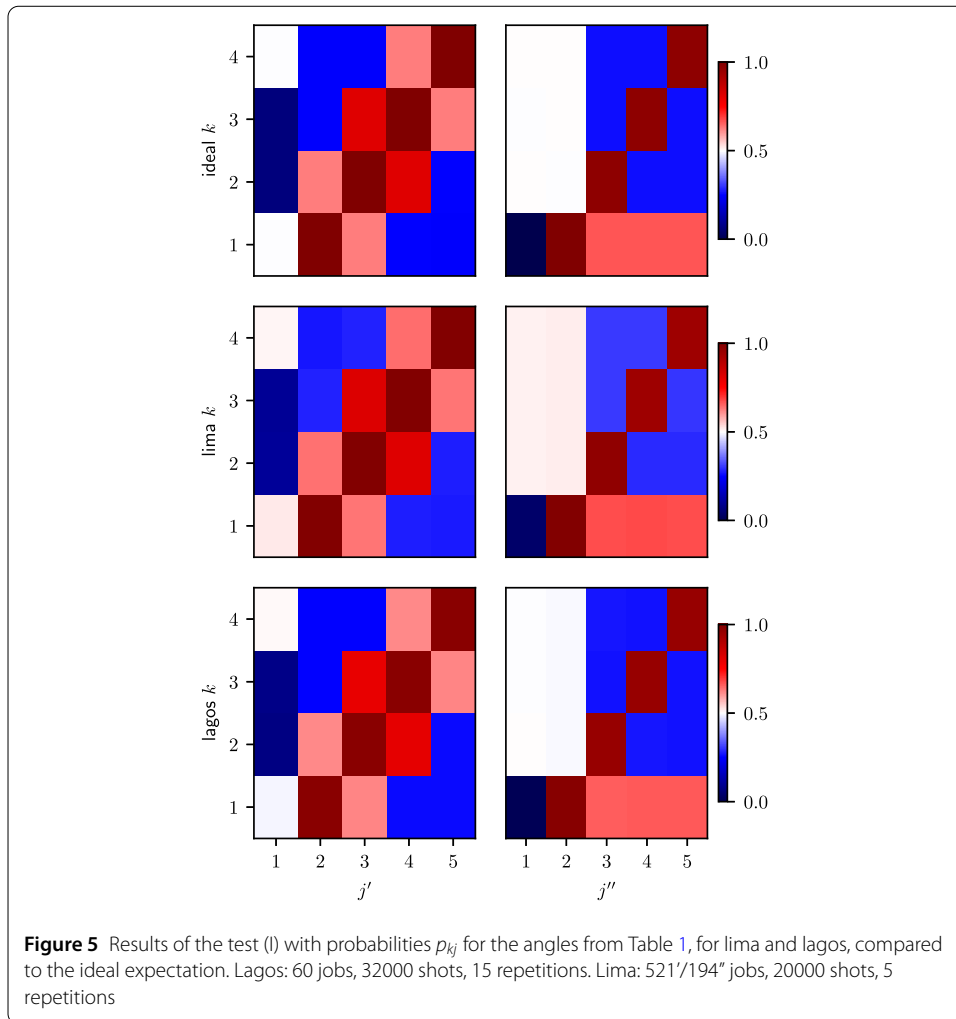 4
3
2
1
ideal k
1.0
0.5
0.0
4
3
2
1
lima k
1.0
0.5
0.0
4
3
2
1
lagos k
1.0
0.5
0.0
1 2 3 4 5
1 2 3 4 5
j′
j′′
Figure 5 Results of the test (I) with probabilities pkj for the angles from Table 1, for lima and lagos, compared
to the ideal expectation. Lagos: 60 jobs, 32000 shots, 15 repetitions. Lima: 521′/194″ jobs, 20000 shots, 5
repetitions